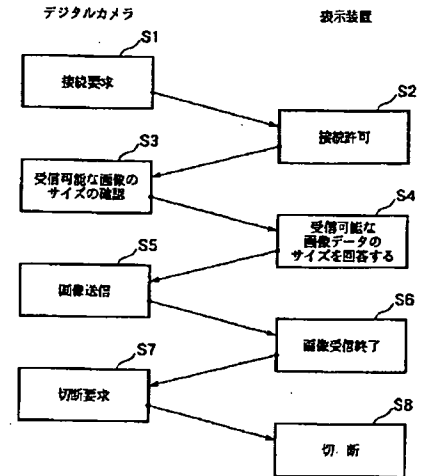 デジタルカメラ
表示装置
S1
接続要求
S2
接続許可
S3
受信可能な画像の
サイズの確認
S4
受信可能な
画像データの
サイズを回答する
S5
画像送信
S6
画像受信終了
S7
切断要求
S8
切 断